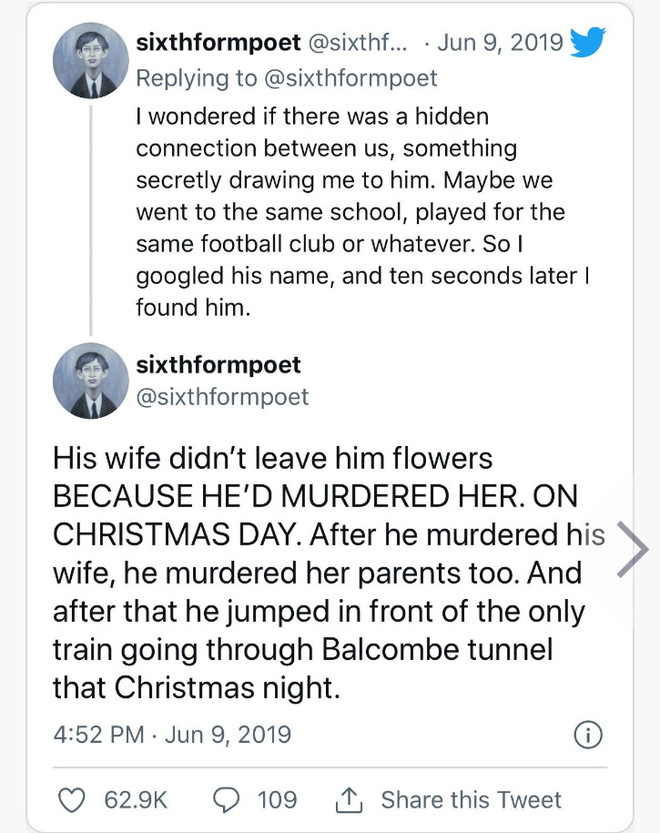 sixthformpoet @sixthf... · Jun 9, 2019
Replying to @sixthformpoet
I wondered if there was a hidden
connection between us, something
secretly drawing me to him. Maybe we
went to the same school, played for the
same football club or whatever. So I
googled his name, and ten seconds later I
found him.
sixthformpoet
@sixthformpoet
His wife didn’t leave him flowers
BECAUSE HE’D MURDERED HER. ON
CHRISTMAS DAY. After he murdered his
wife, he murdered her parents too. And
after that he jumped in front of the only
train going through Balcombe tunnel
that Christmas night.
4:52 PM · Jun 9, 2019
62.9K 109 Share this Tweet